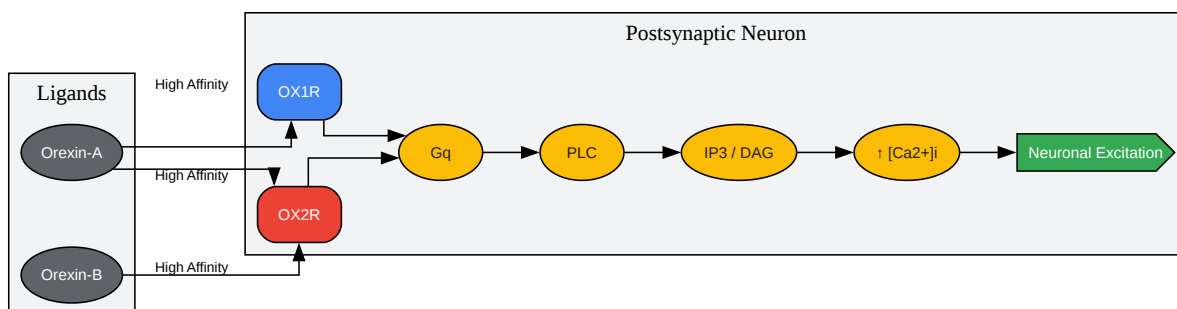 Postsynaptic Neuron
Ligands
High Affinity
OX1R
Orexin-A
Gq
PLC
IP3 / DAG
↑ [Ca2+]i
Neuronal Excitation
High Affinity
OX2R
Orexin-B
High Affinity